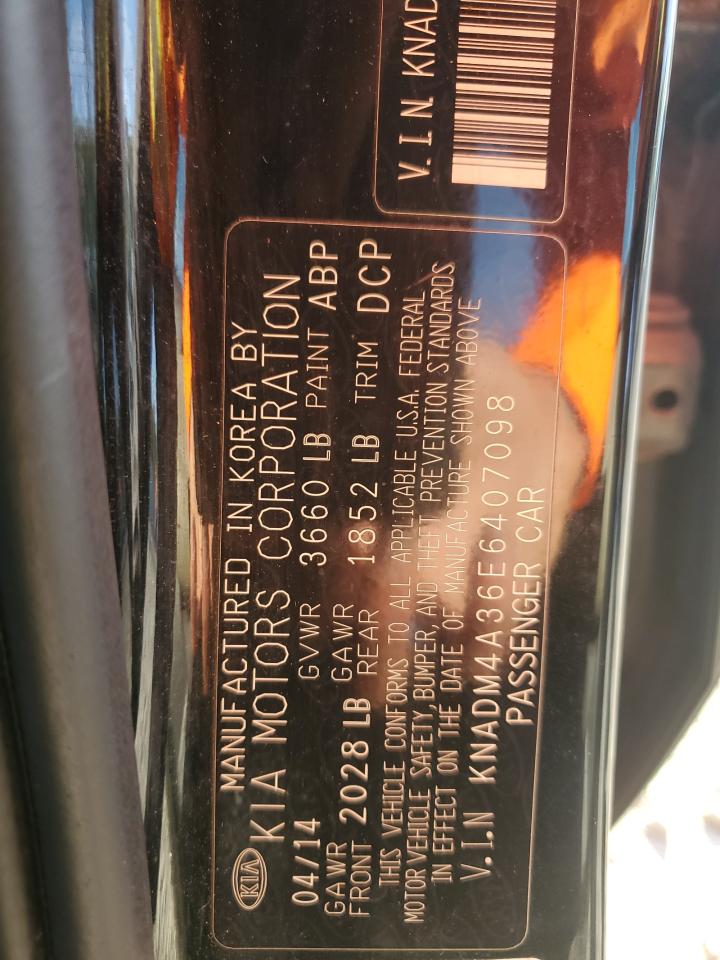 MANUFACTURED IN KOREA BY
KIA KIA MOTORS CORPORATION
04/14 GVWR 3660 LB PAINT ABP
GAWR FRONT 2028 LB GAWR REAR 1852 LB TRIM DCP
THIS VEHICLE CONFORMS TO ALL APPLICABLE U.S.A. FEDERAL
MOTOR VEHICLE SAFETY, BUMPER, AND THEFT PREVENTION STANDARDS
IN EFFECT ON THE DATE OF MANUFACTURE SHOWN ABOVE
V.I.N KNADM4A36E6407098
PASSENGER CAR
V.I.N. KNAD